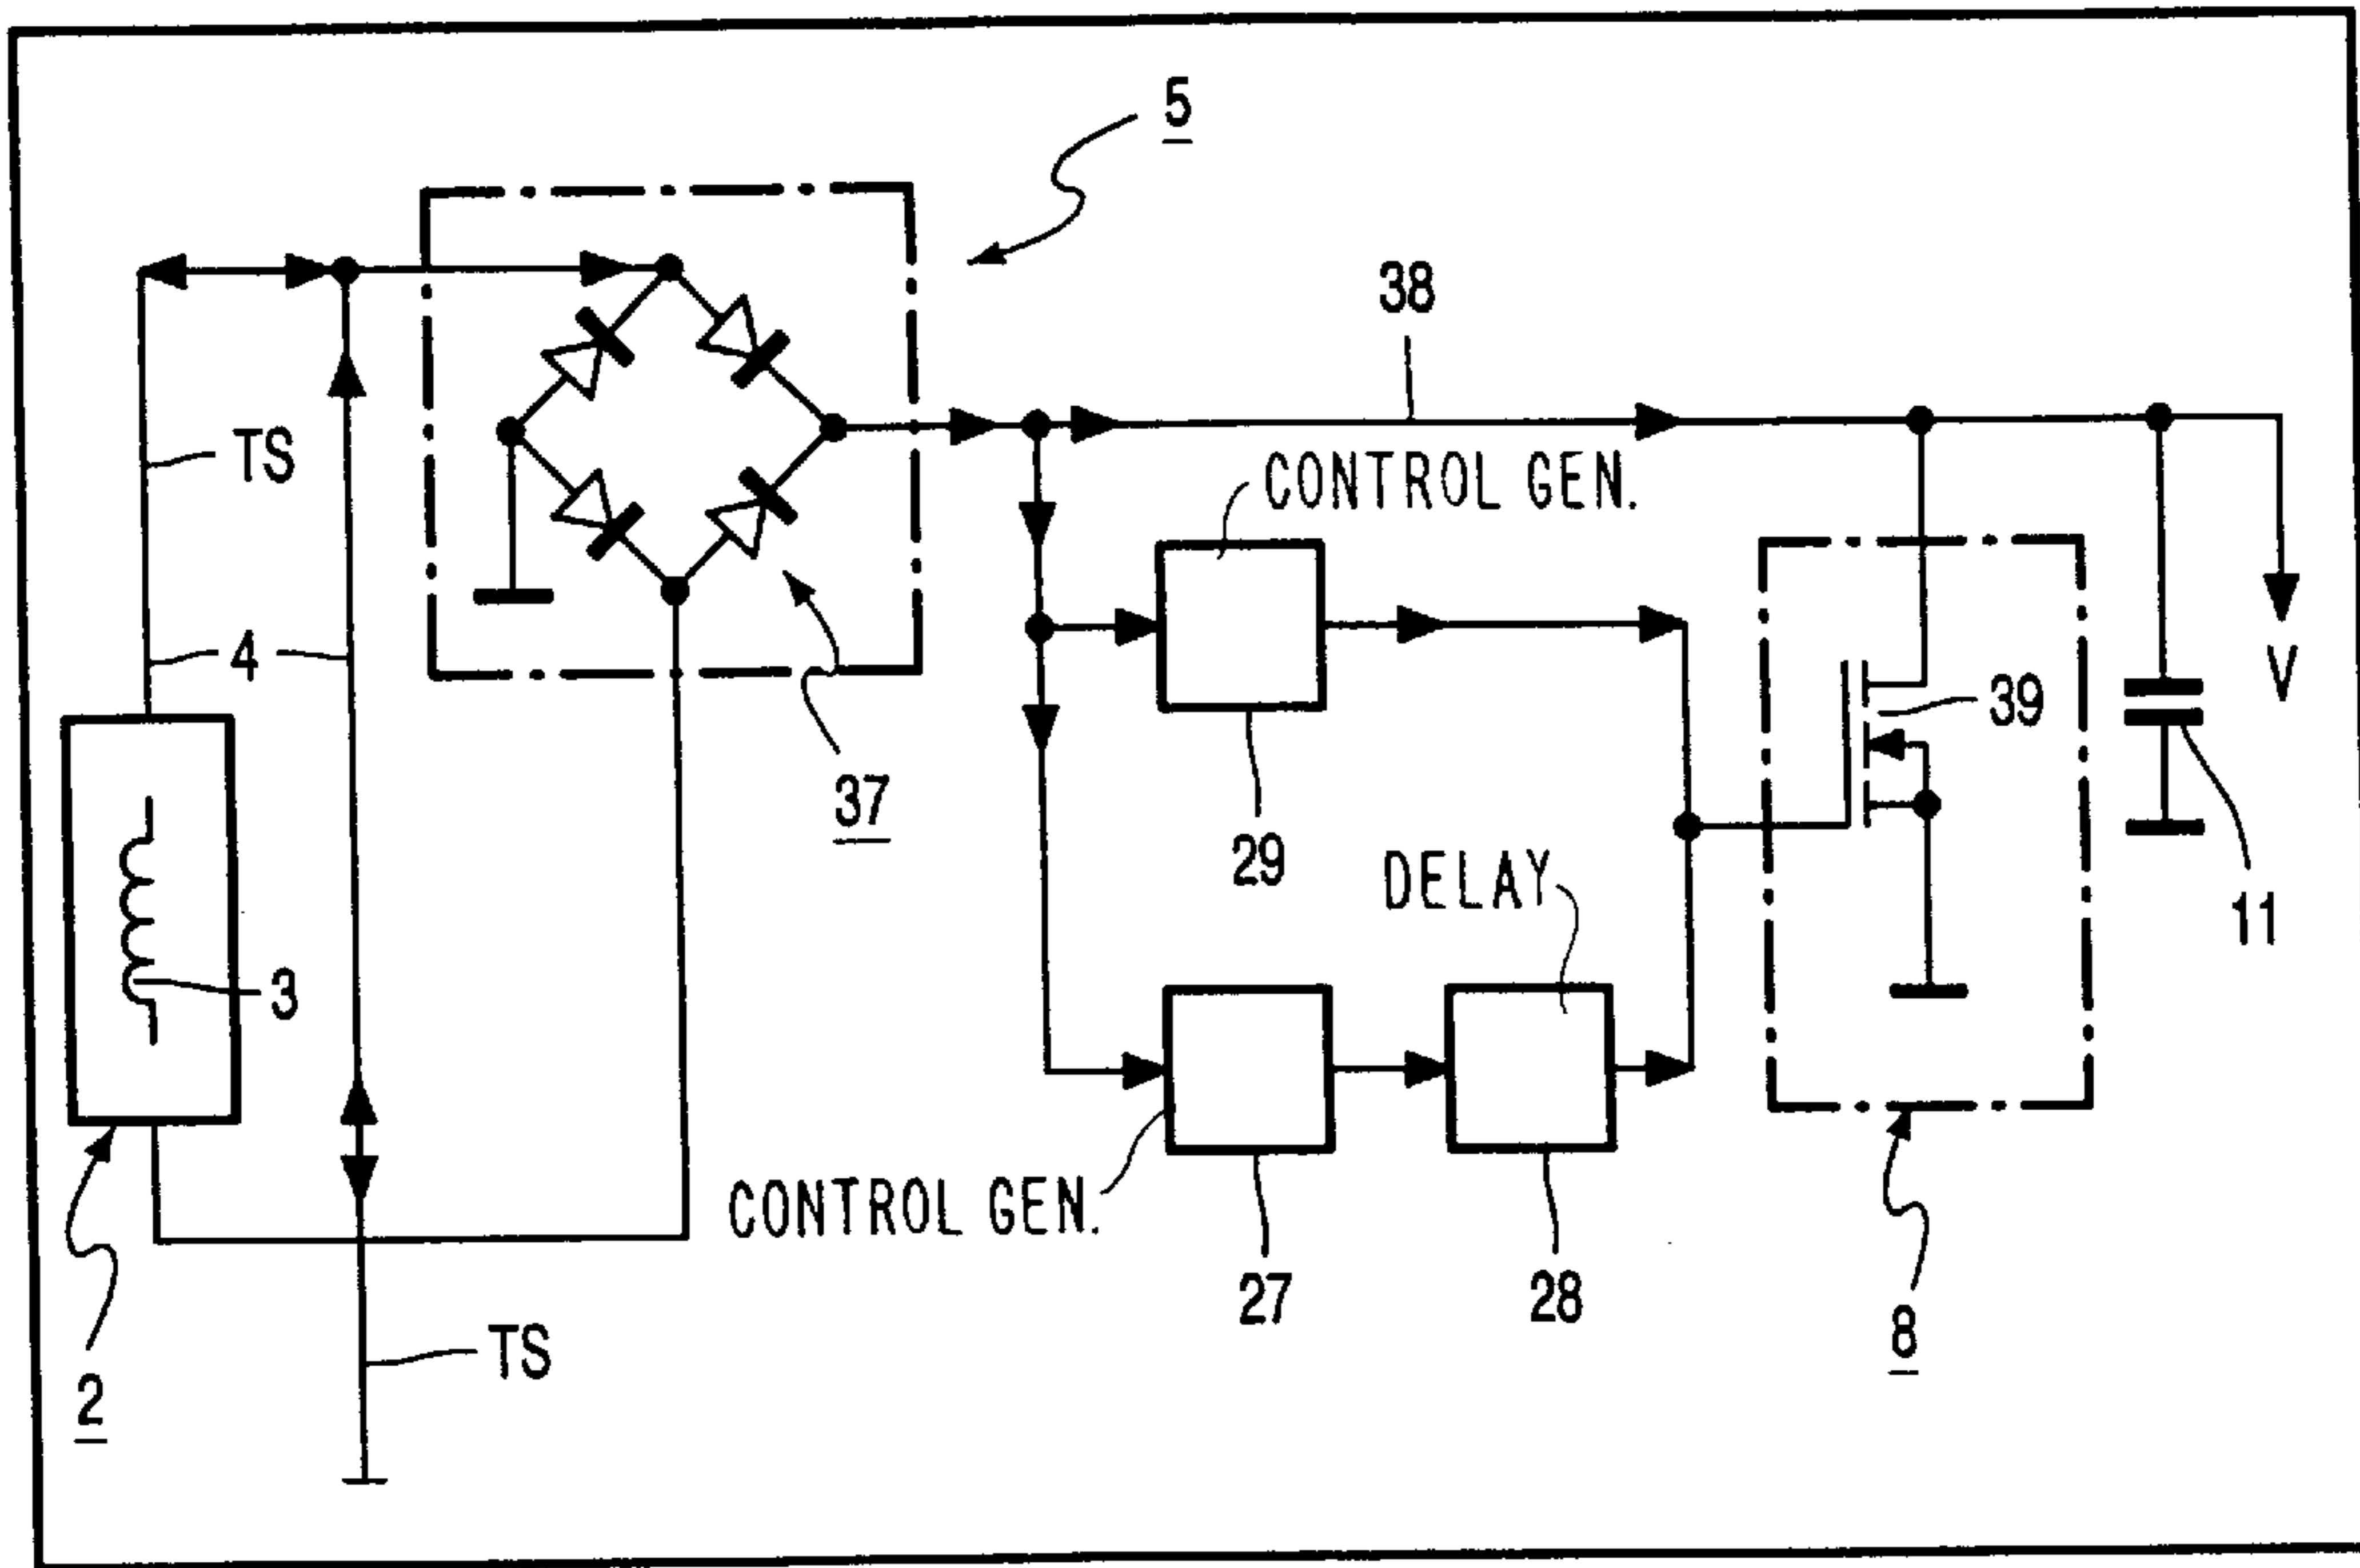 5
38
TS
CONTROL GEN.
4
39
V
37
29
DELAY
11
3
CONTROL GEN.
27
28
8
TS
2